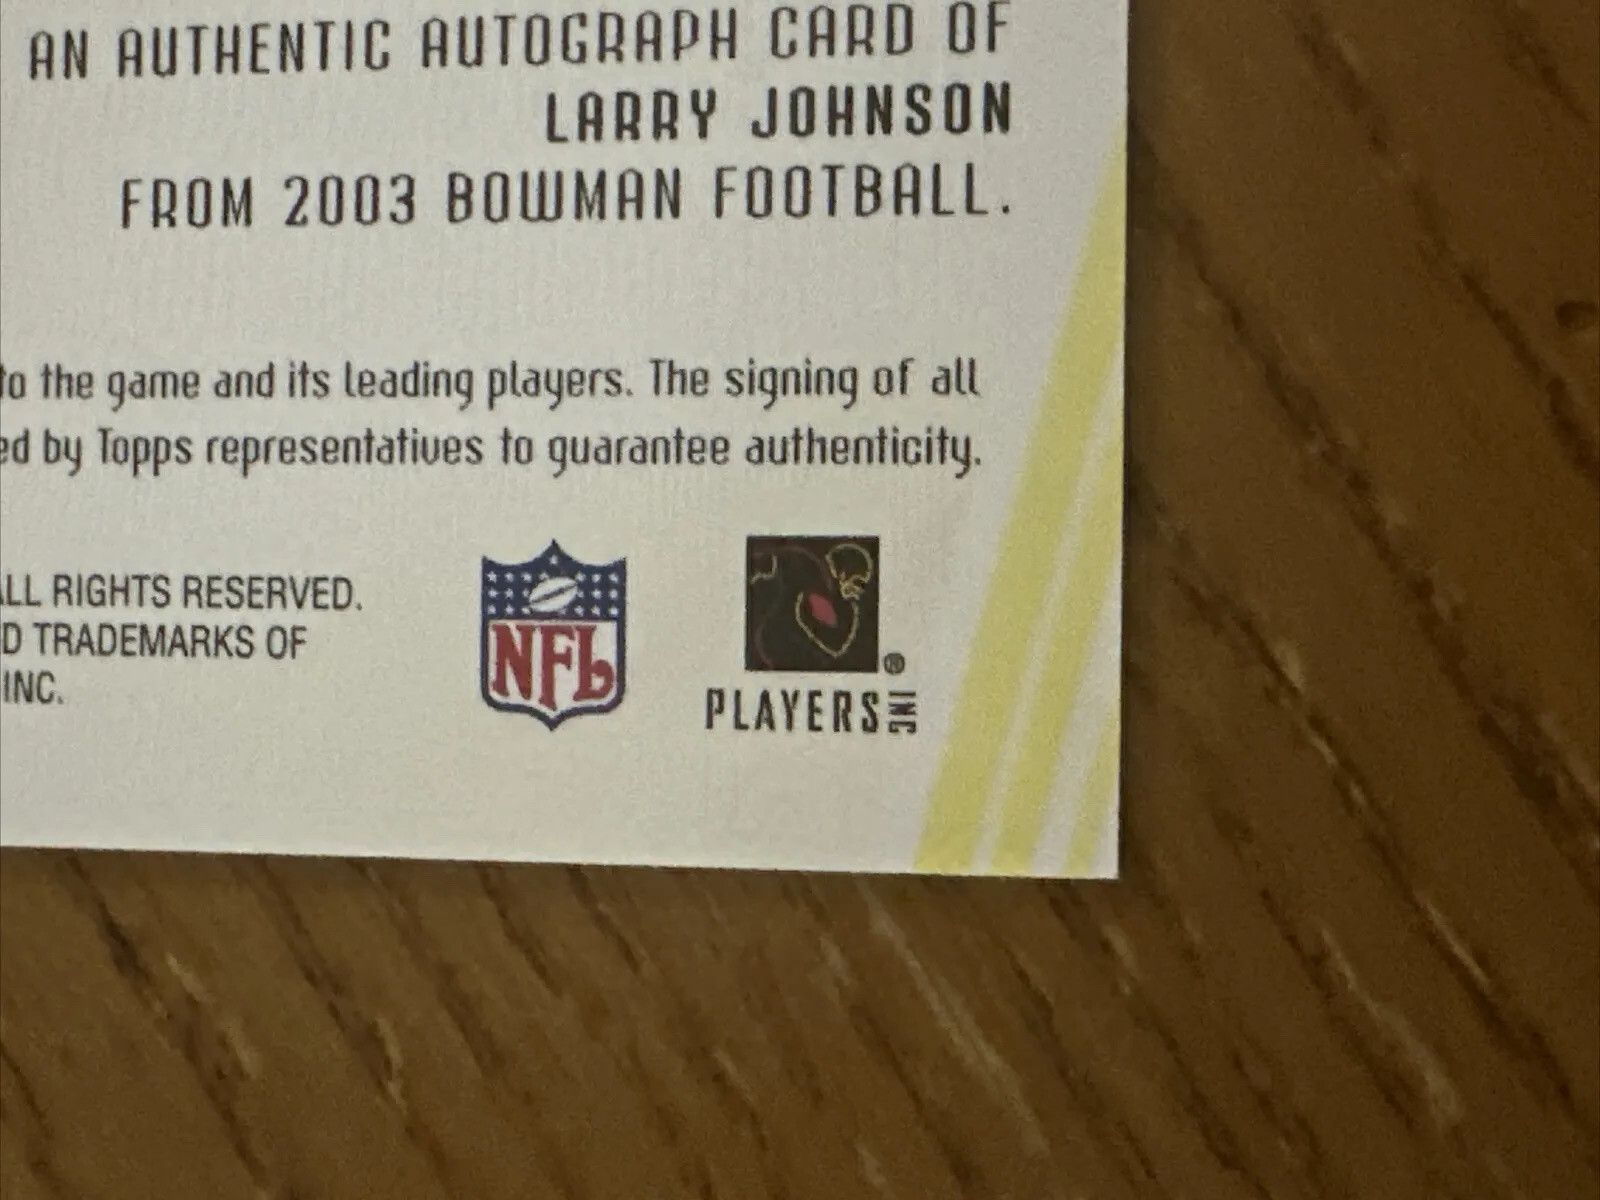 AN AUTHENTIC AUTOGRAPH CARD OF
LARRY JOHNSON
FROM 2003 BOWMAN FOOTBALL.
to the game and its leading players. The signing of all
ed by Topps representatives to guarantee authenticity.
ALL RIGHTS RESERVED.
D TRADEMARKS OF
INC.
NFL
®
PLAYERS INC